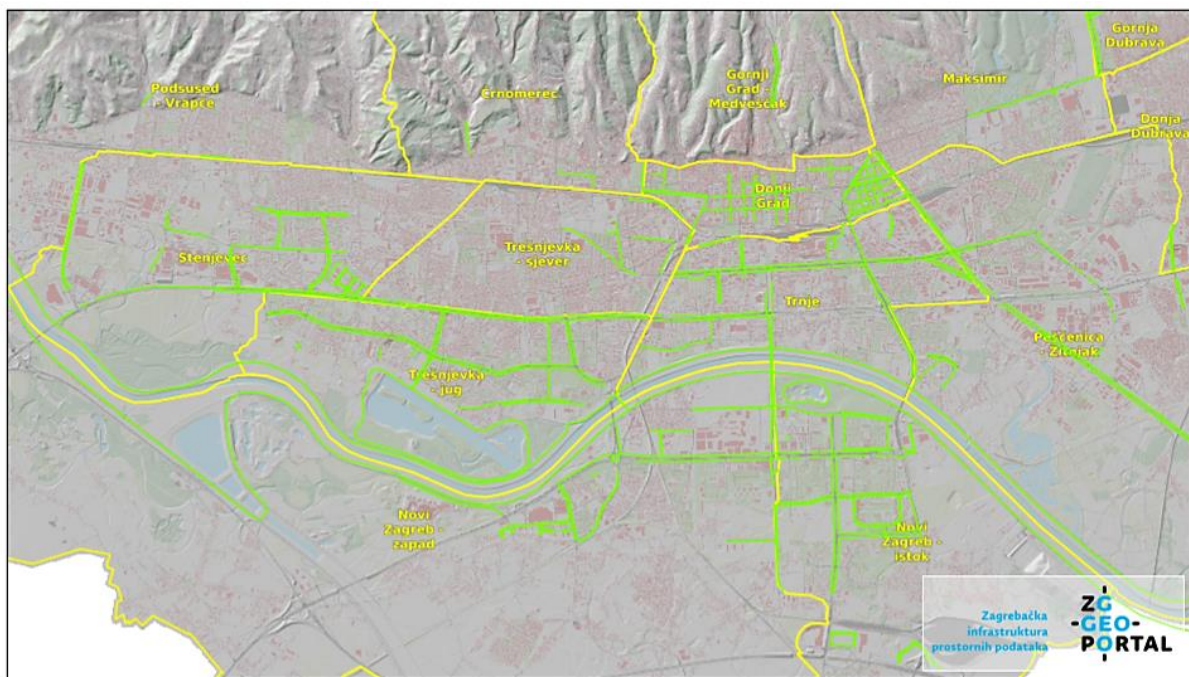 Gornja
Dubrava
Podsused
- Vrapče
Črnomerec
Gornji
Grad -
Medveščak
Maksimir
Donja
Dubrava
Donji
Grad
Stenjevec
Trešnjevka
- sjever
Trnje
Peščenica
- Žitnjak
Trešnjevka
- jug
Novi
Zagreb -
zapad
Novi
Zagreb -
istok
Zagrebačka
infrastruktura
prostornih podataka
ZG
GEO-
PORTAL